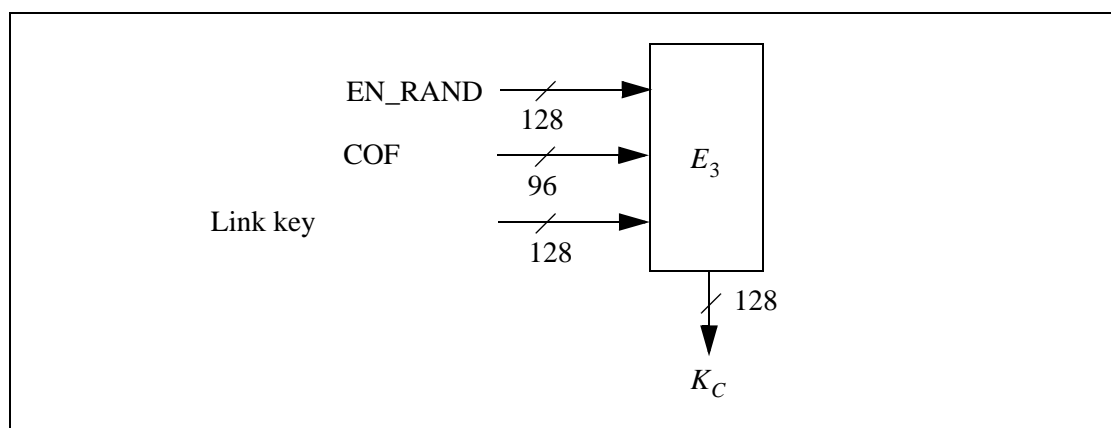 EN_RAND
128
COF
96
Link key
128
E3
128
KC